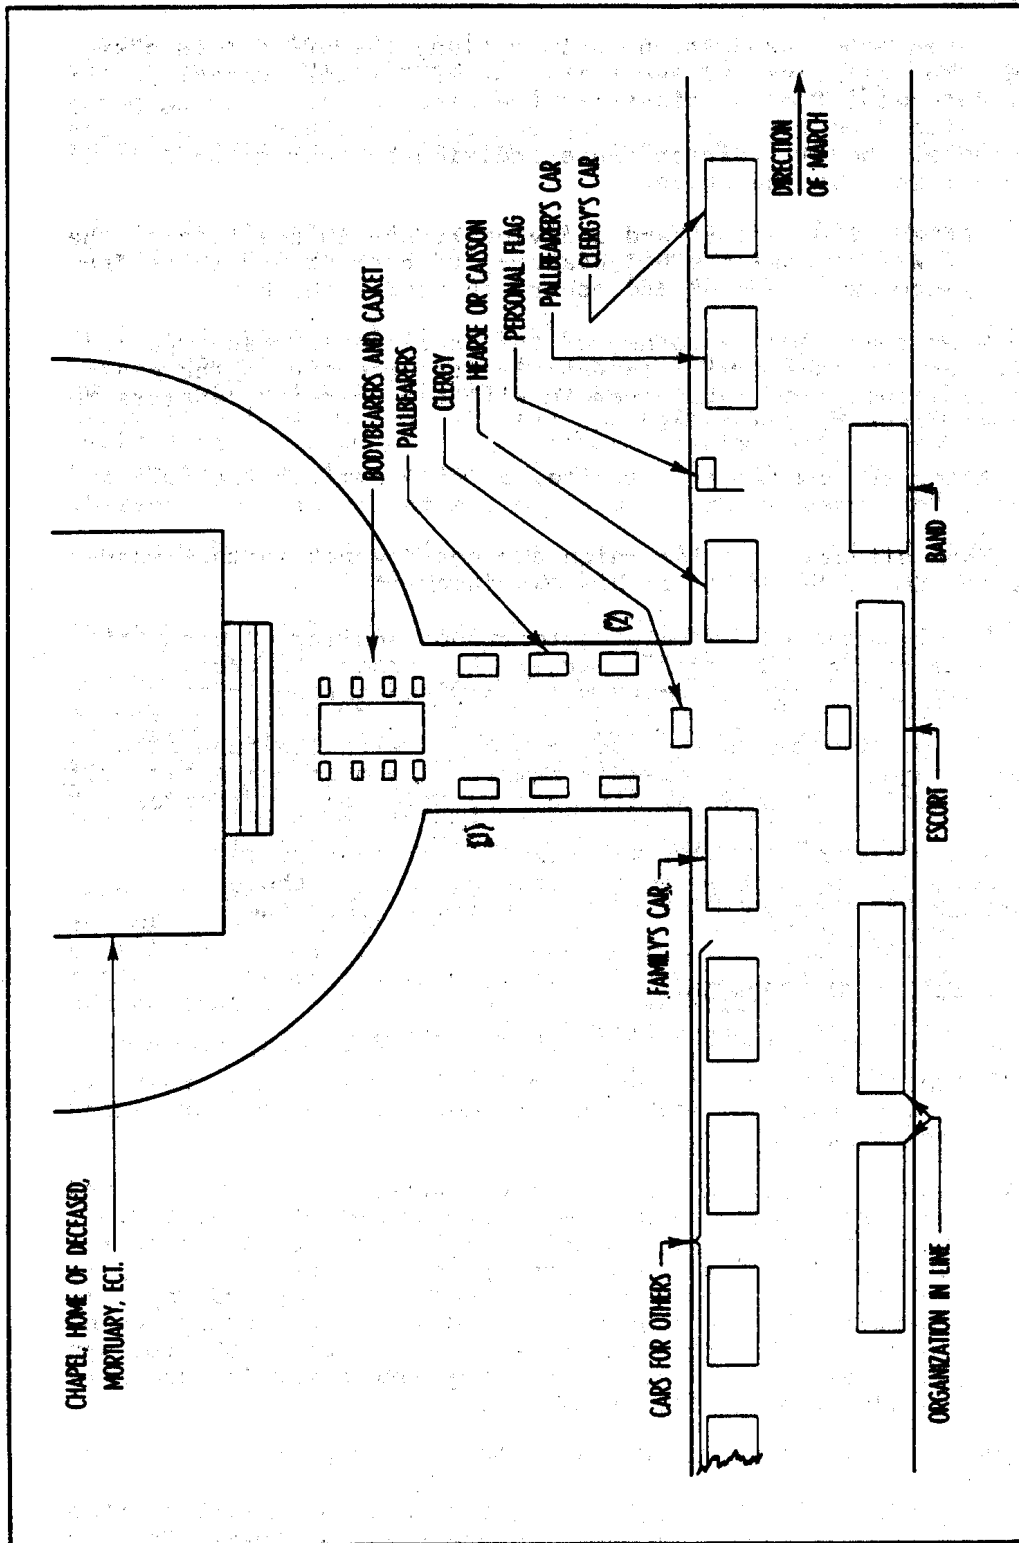 CHAPEL, HOME OF DECEASED,
MORTUARY, ECT.
BODYBEARERS AND CASKET
PALLBEARERS
CLERGY
HEARSE OR CAISSON
PERSONAL FLAG
PALLBEARER'S CAR
CLERGY'S CAR
DIRECTION
OF MARCH
(1)
(2)
FAMILY'S CAR
CARS FOR OTHERS
BAND
ESCORT
ORGANIZATION IN LINE